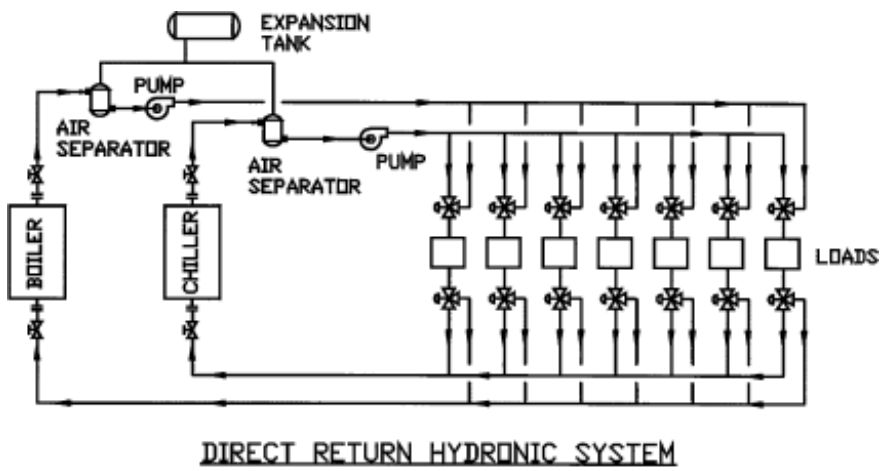 EXPANSION
TANK
PUMP
AIR
SEPARATOR
AIR
SEPARATOR
PUMP
BOILER
CHILLER
LOADS
DIRECT RETURN HYDRONIC SYSTEM